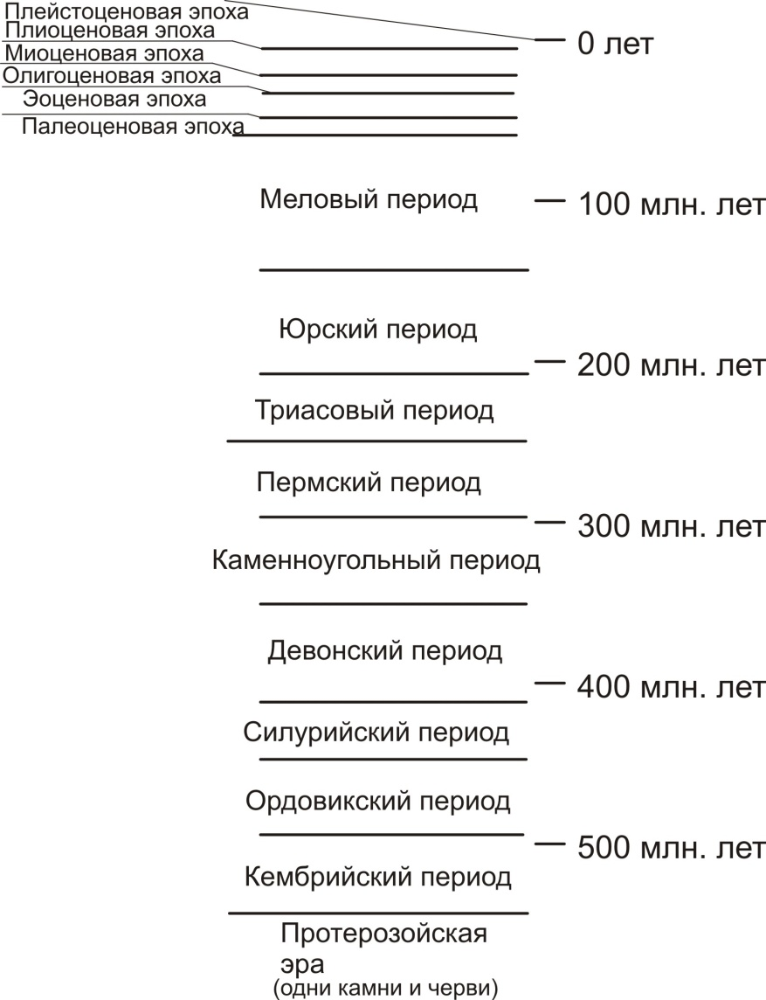 Плейстоценовая эпоха
Плиоценовая эпоха
0 лет
Миоценовая эпоха
Олигоценовая эпоха
Эоценовая эпоха
Палеоценовая эпоха
Меловый период
100 млн. лет
Юрский период
200 млн. лет
Триасовый период
Пермский период
300 млн. лет
Каменноугольный период
Девонский период
400 млн. лет
Силурийский период
Ордовикский период
500 млн. лет
Кембрийский период
Протерозойская
эра
(одни камни и черви)